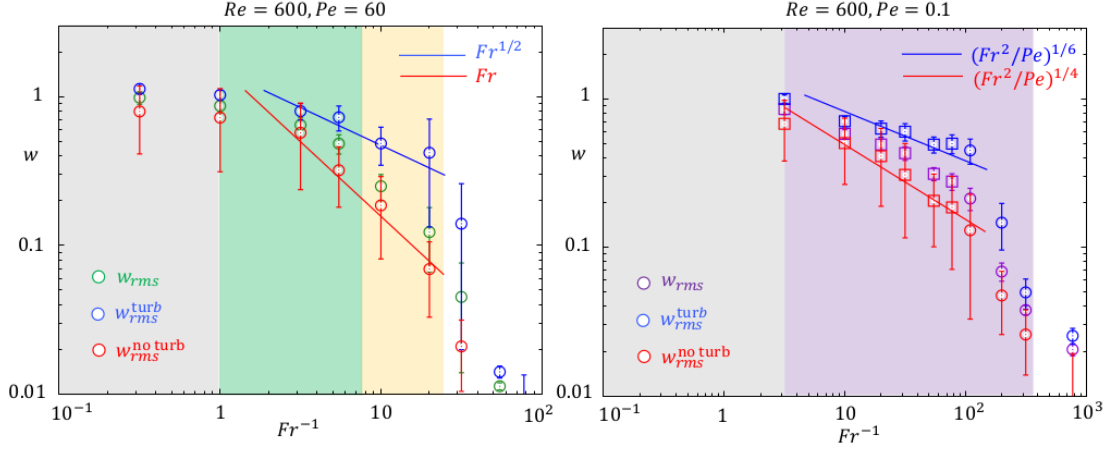 Re = 600, Pe = 60
Fr^{1/2}
Fr
1
w
0.1
w_{rms}
w_{rms}^{turb}
w_{rms}^{no turb}
0.01
10^{-1} 1 10 10^2
Fr^{-1}
Re = 600, Pe = 0.1
(Fr^2/Pe)^{1/6}
(Fr^2/Pe)^{1/4}
1
w
0.1
w_{rms}
w_{rms}^{turb}
w_{rms}^{no turb}
0.01
10^{-1} 1 10 10^2 10^3
Fr^{-1}